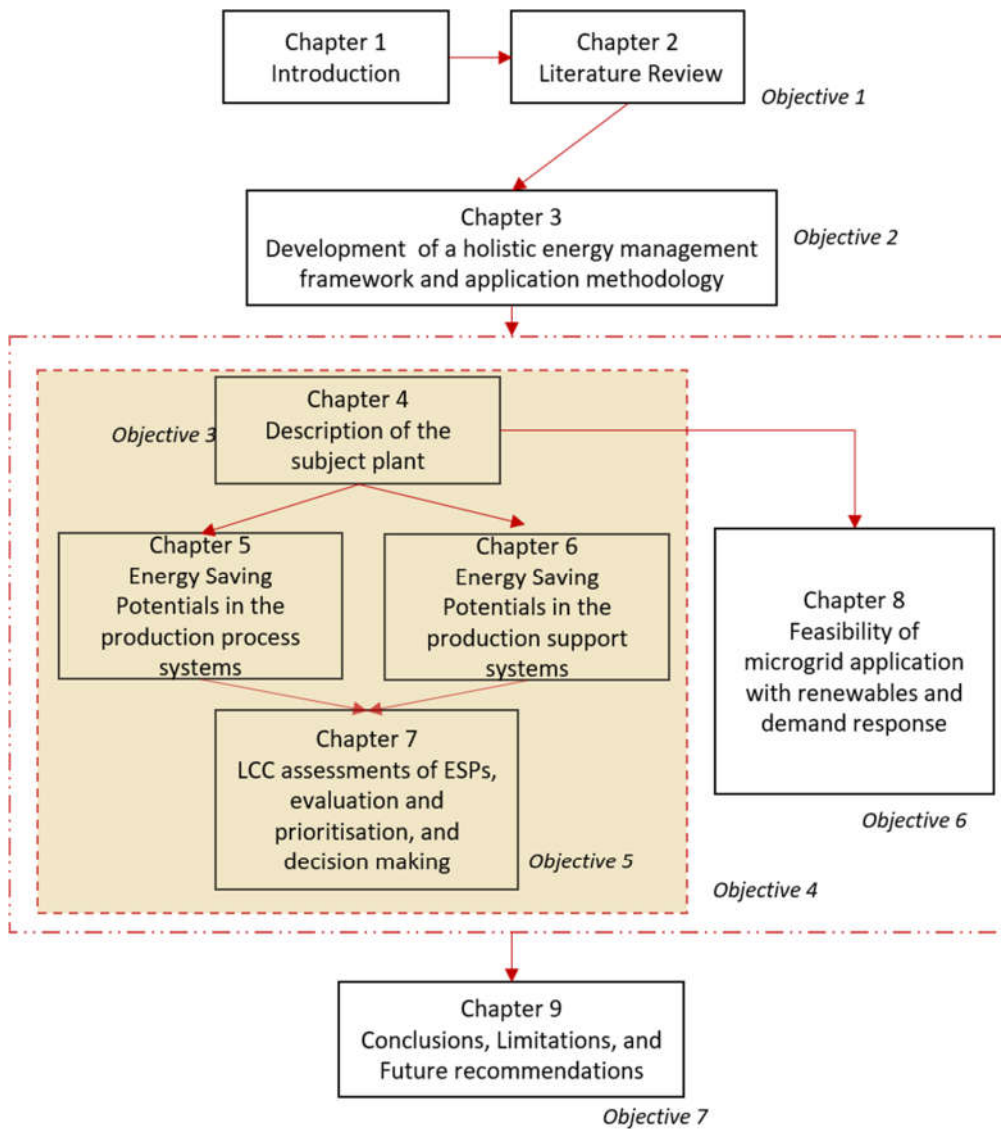 Chapter 1
Introduction
Chapter 2
Literature Review
Objective 1
Chapter 3
Development of a holistic energy management
framework and application methodology
Objective 2
Chapter 4
Description of the
subject plant
Objective 3
Chapter 5
Energy Saving
Potentials in the
production process
systems
Chapter 6
Energy Saving
Potentials in the
production support
systems
Chapter 7
LCC assessments of ESPs,
evaluation and
prioritisation, and
decision making
Objective 5
Chapter 8
Feasibility of
microgrid application
with renewables and
demand response
Objective 6
Objective 4
Chapter 9
Conclusions, Limitations, and
Future recommendations
Objective 7